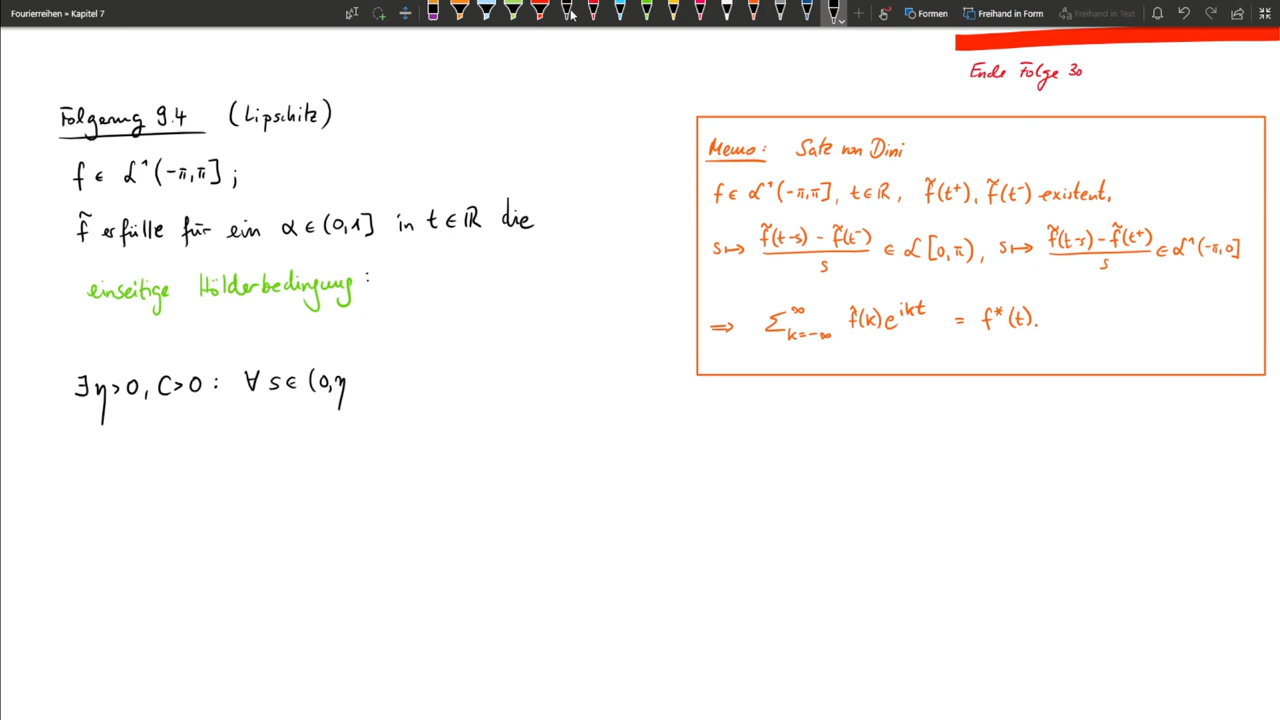 Fourierreihen » Kapitel 7
Formen
Freihand in Form
Freihand in Text
Ende Folge 30
Folgerung 9.4 (Lipschitz)
f ∈ ℒ¹(-π,π] ;
f̃ erfülle für ein α ∈ (0,1] in t ∈ ℝ die
einseitige Hölderbedingung :
∃ η > 0, C > 0 : ∀ s ∈ (0,η
Memo: Satz von Dini
f ∈ ℒ¹(-π,π], t ∈ ℝ, f̃(t⁺), f̃(t⁻) existent,
s ↦ (f̃(t-s) - f̃(t⁻))/s ∈ ℒ[0,π), s ↦ (f̃(t-s) - f̃(t⁺))/s ∈ ℒ¹(-π,0]
⇒ ∑_{k=-∞}^{∞} f̂(k) e^{ikt} = f*(t).